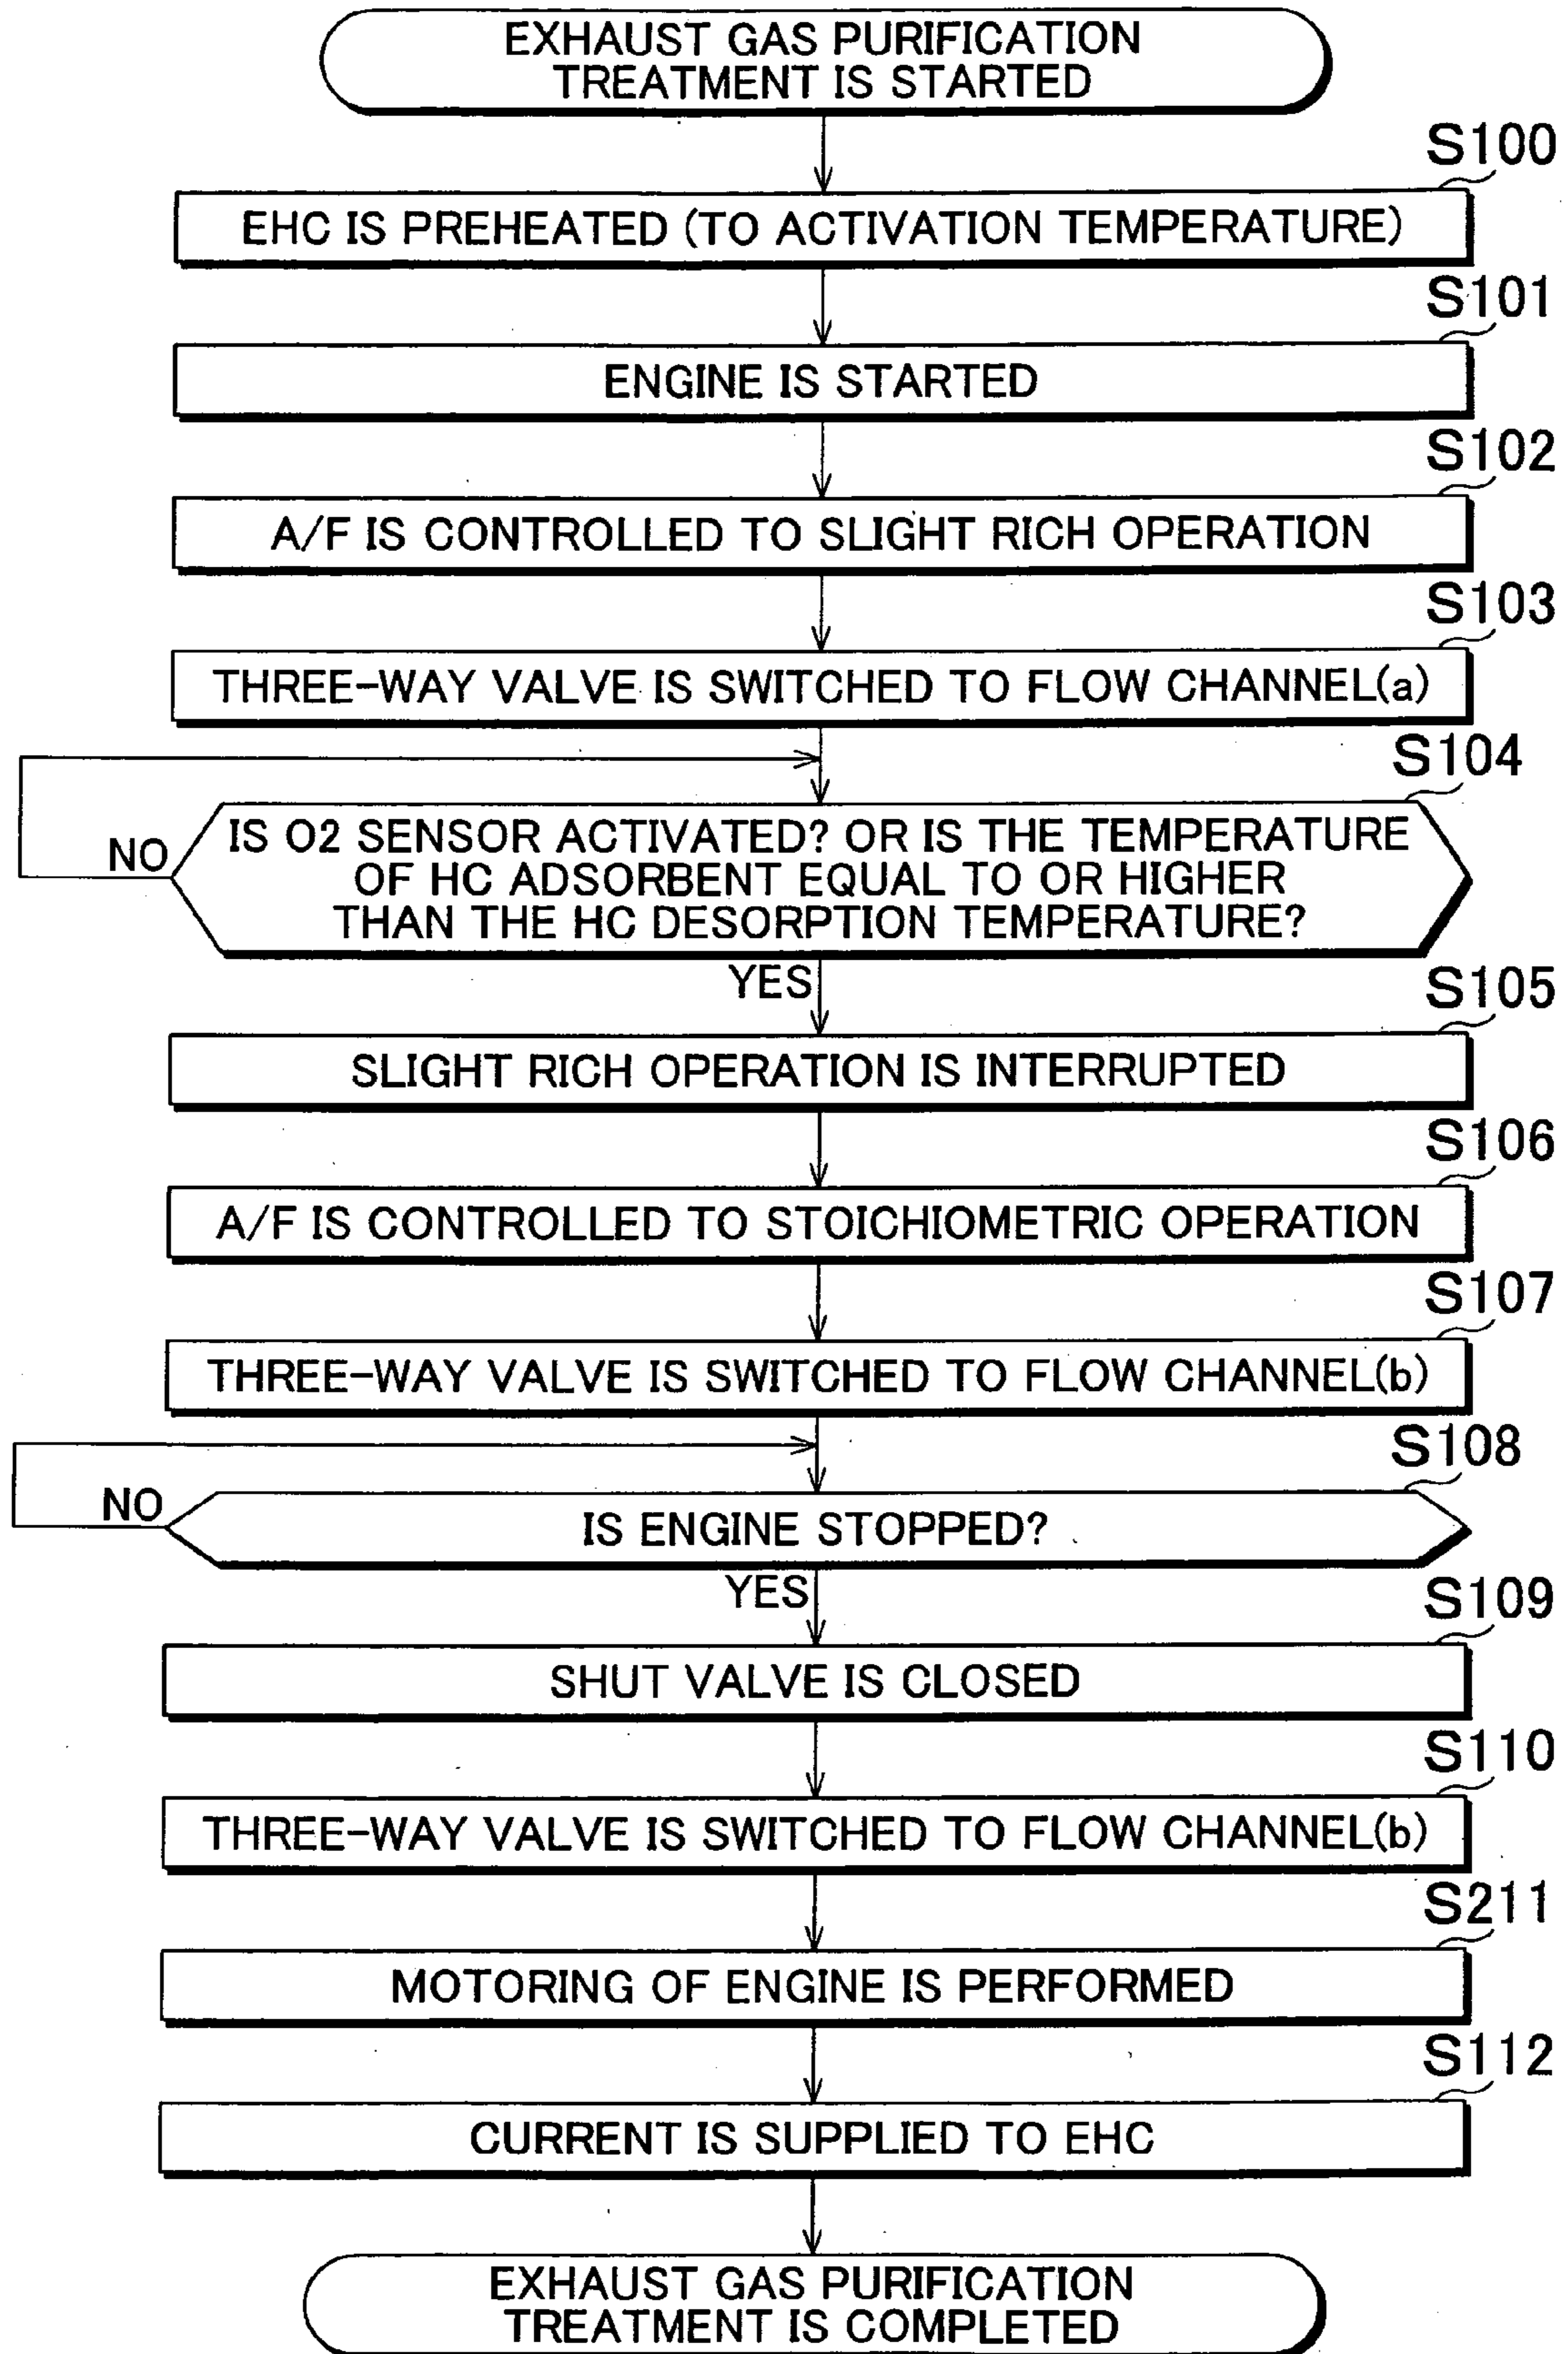 EXHAUST GAS PURIFICATION
TREATMENT IS STARTED
S100
EHC IS PREHEATED (TO ACTIVATION TEMPERATURE)
S101
ENGINE IS STARTED
S102
A/F IS CONTROLLED TO SLIGHT RICH OPERATION
S103
THREE-WAY VALVE IS SWITCHED TO FLOW CHANNEL(a)
S104
NO
IS O2 SENSOR ACTIVATED? OR IS THE TEMPERATURE
OF HC ADSORBENT EQUAL TO OR HIGHER
THAN THE HC DESORPTION TEMPERATURE?
YES
S105
SLIGHT RICH OPERATION IS INTERRUPTED
S106
A/F IS CONTROLLED TO STOICHIOMETRIC OPERATION
S107
THREE-WAY VALVE IS SWITCHED TO FLOW CHANNEL(b)
S108
NO
IS ENGINE STOPPED?
YES
S109
SHUT VALVE IS CLOSED
S110
THREE-WAY VALVE IS SWITCHED TO FLOW CHANNEL(b)
S211
MOTORING OF ENGINE IS PERFORMED
S112
CURRENT IS SUPPLIED TO EHC
EXHAUST GAS PURIFICATION
TREATMENT IS COMPLETED